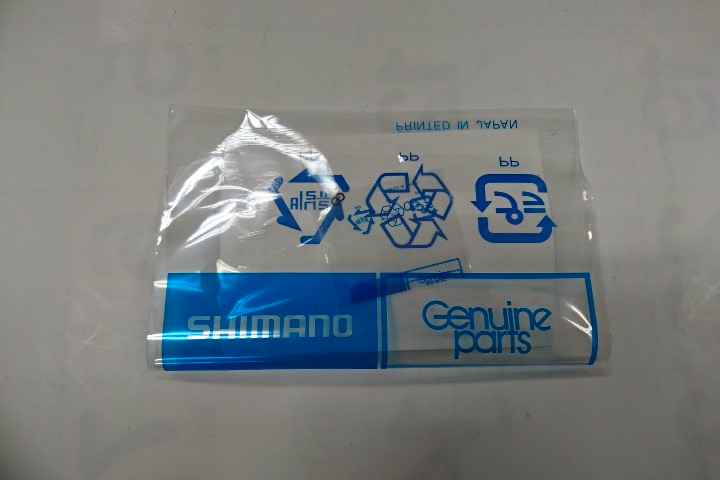 PRINTED IN JAPAN
PP
PP
SHIMANO
Genuine
parts